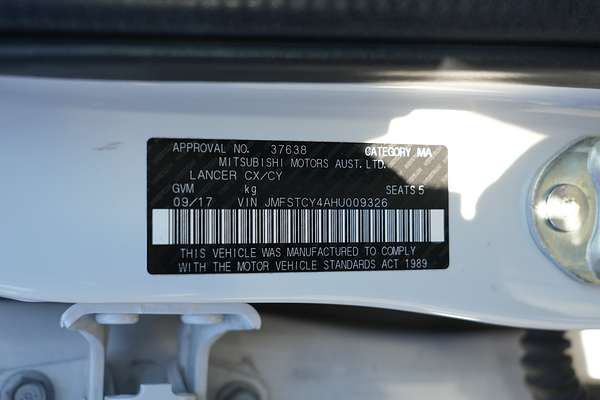 APPROVAL NO. 37638 CATEGORY MA
MITSUBISHI MOTORS AUST.LTD.
LANCER CX/CY
GVM kg SEATS 5
09/17 VIN JMFSTCY4AHU009326
THIS VEHICLE WAS MANUFACTURED TO COMPLY
WITH THE MOTOR VEHICLE STANDARDS ACT 1989